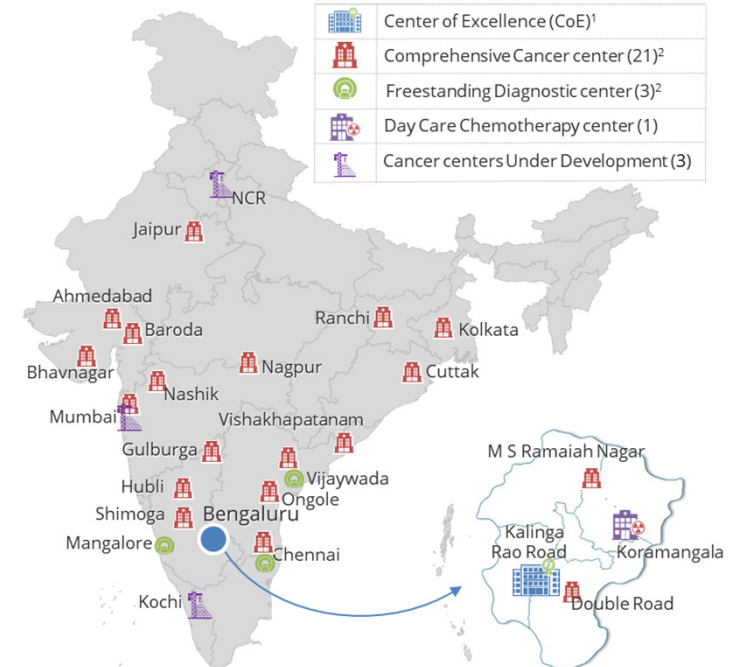 Center of Excellence (CoE)¹
Comprehensive Cancer center (21)²
Freestanding Diagnostic center (3)²
Day Care Chemotherapy center (1)
Cancer centers Under Development (3)
NCR
Jaipur
Ahmedabad
Baroda
Ranchi
Kolkata
Bhavnagar
Nagpur
Cuttak
Nashik
Mumbai
Vishakhapatanam
Gulburga
Vijaywada
Hubli
Ongole
Shimoga
Bengaluru
Mangalore
Chennai
Kochi
M S Ramaiah Nagar
Kalinga
Rao Road
Koramangala
Double Road